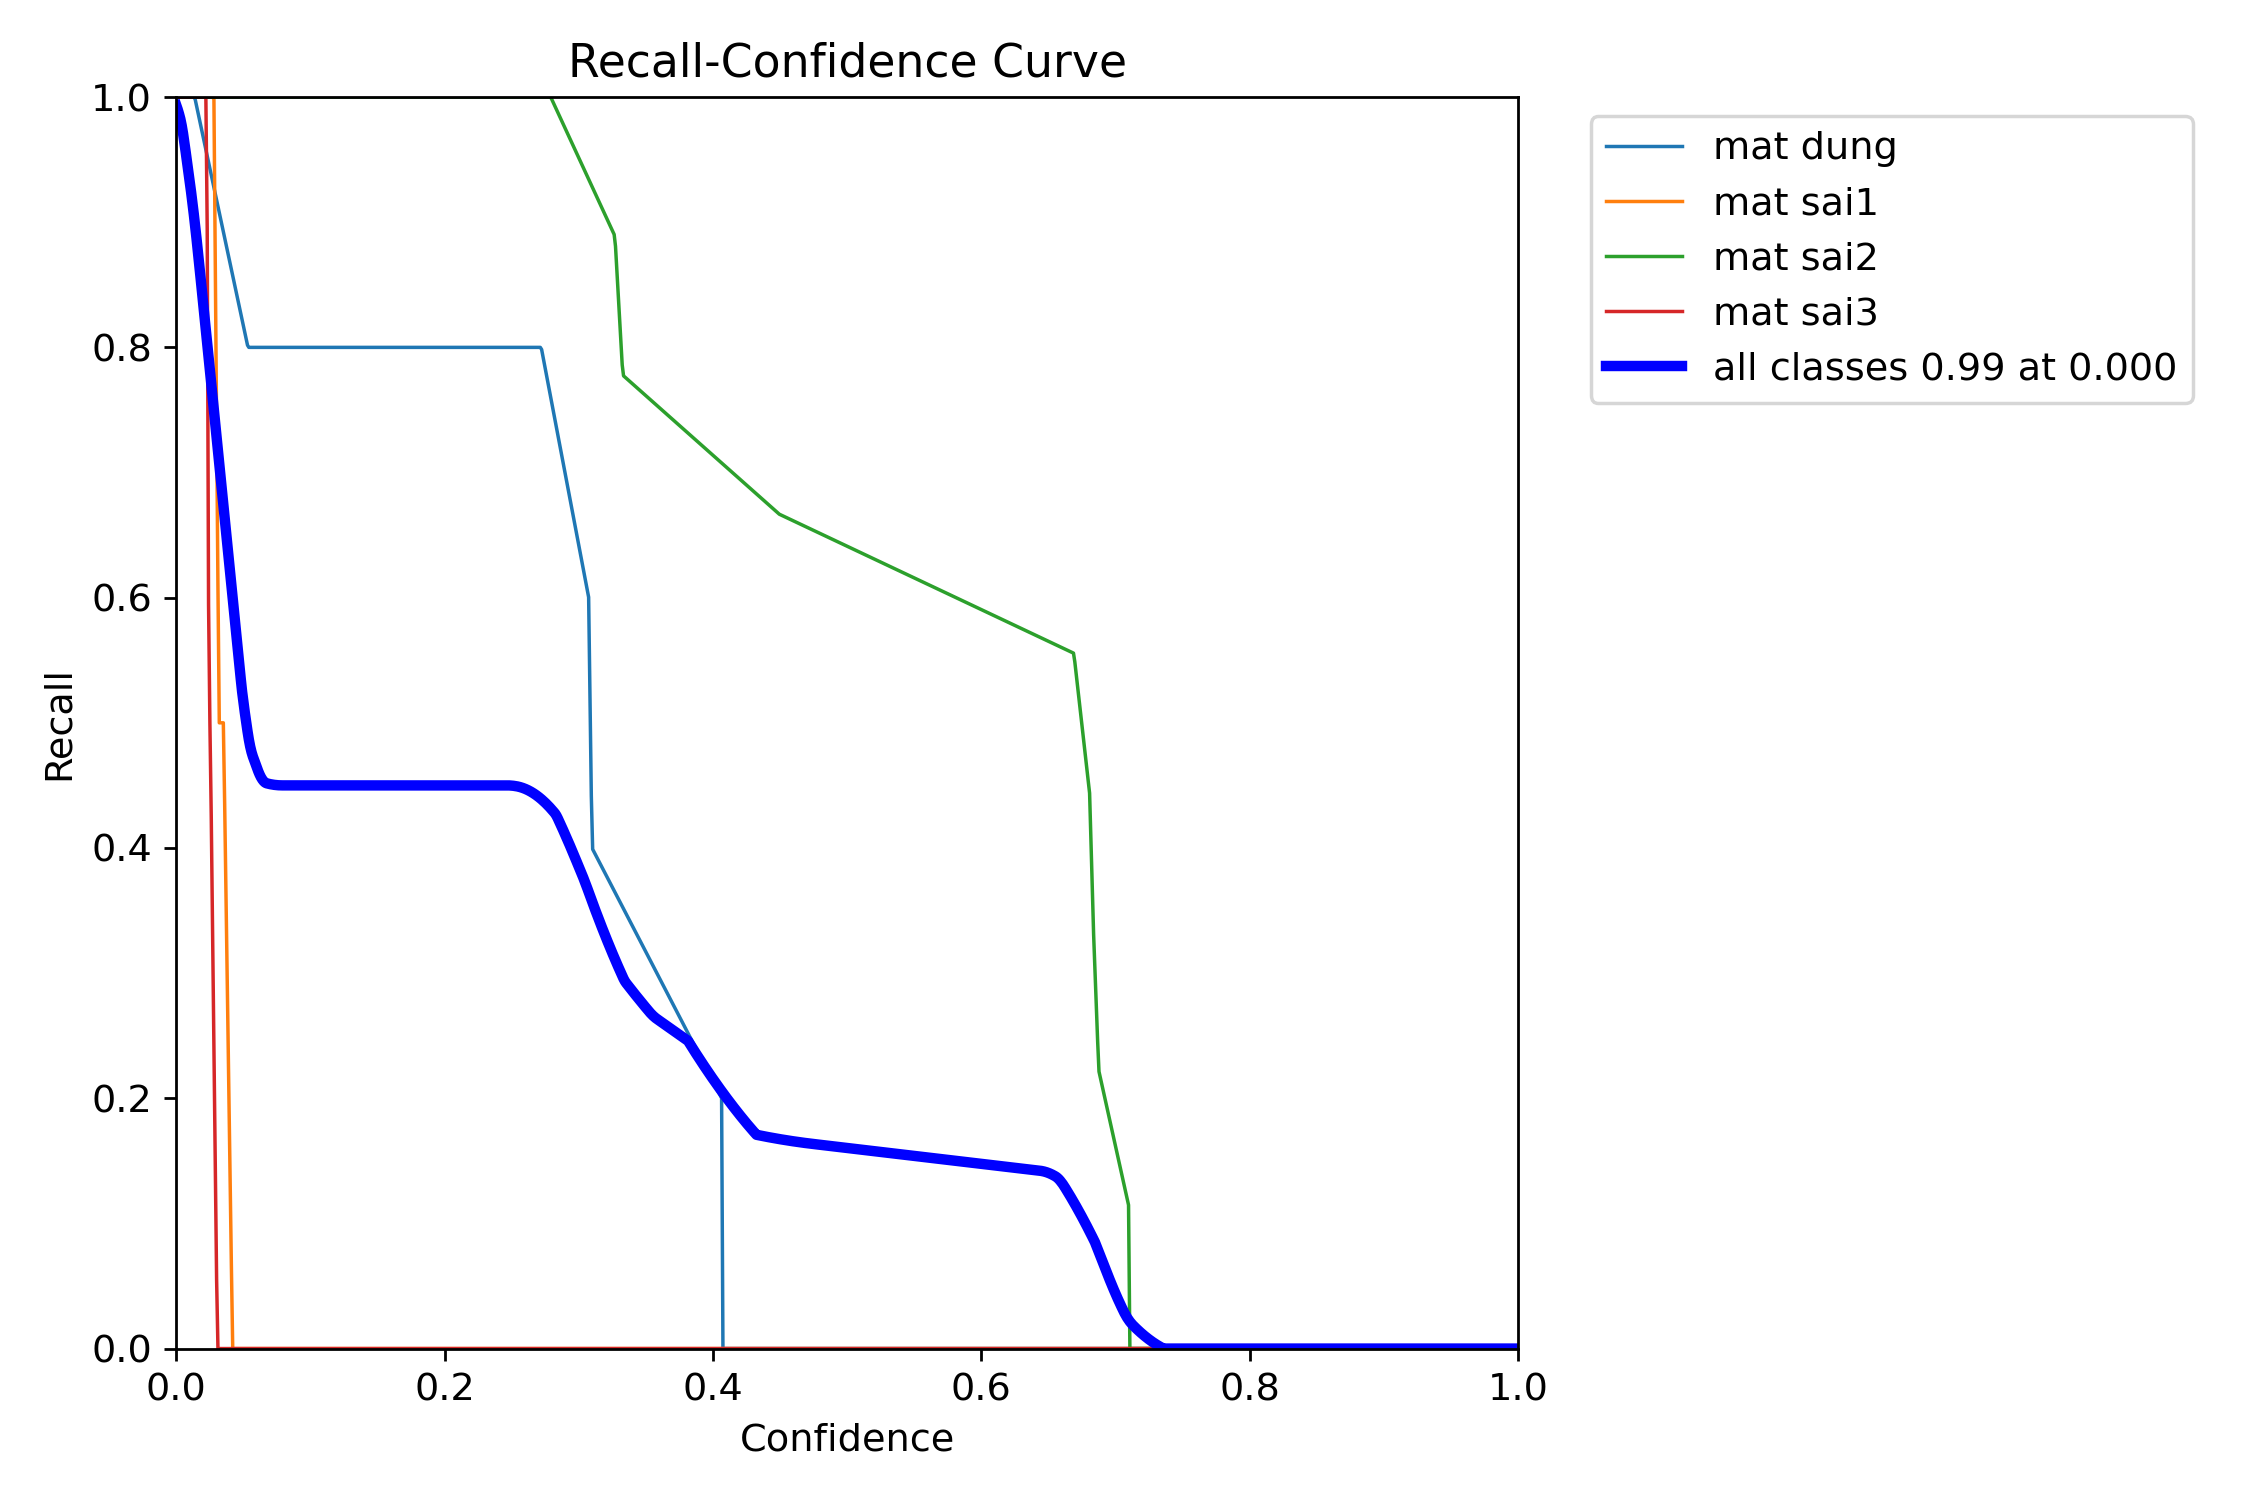 Recall-Confidence Curve
1.0
0.8
0.6
0.4
0.2
0.0
Recall
0.0 0.2 0.4 0.6 0.8 1.0
Confidence
mat dung
mat sai1
mat sai2
mat sai3
all classes 0.99 at 0.000